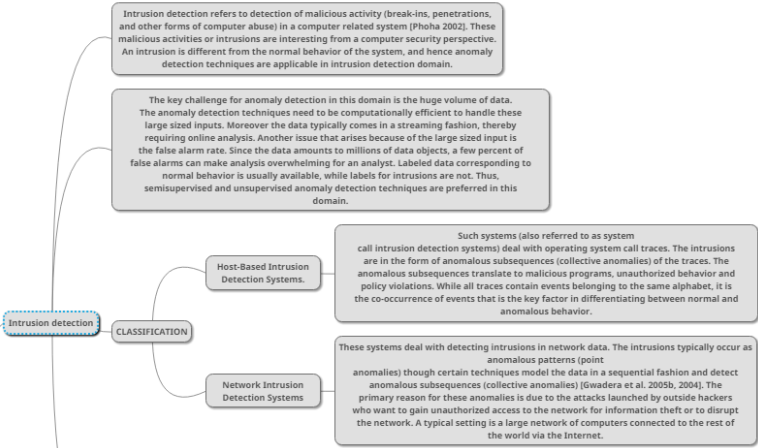 Intrusion detection refers to detection of malicious activity (break-ins, penetrations,
and other forms of computer abuse) in a computer related system [Phoha 2002]. These
malicious activities or intrusions are interesting from a computer security perspective.
An intrusion is different from the normal behavior of the system, and hence anomaly
detection techniques are applicable in intrusion detection domain.
The key challenge for anomaly detection in this domain is the huge volume of data.
The anomaly detection techniques need to be computationally efficient to handle these
large sized inputs. Moreover the data typically comes in a streaming fashion, thereby
requiring online analysis. Another issue that arises because of the large sized input is
the false alarm rate. Since the data amounts to millions of data objects, a few percent of
false alarms can make analysis overwhelming for an analyst. Labeled data corresponding to
normal behavior is usually available, while labels for intrusions are not. Thus,
semisupervised and unsupervised anomaly detection techniques are preferred in this
domain.
Intrusion detection
CLASSIFICATION
Host-Based Intrusion
Detection Systems.
Such systems (also referred to as system
call intrusion detection systems) deal with operating system call traces. The intrusions
are in the form of anomalous subsequences (collective anomalies) of the traces. The
anomalous subsequences translate to malicious programs, unauthorized behavior and
policy violations. While all traces contain events belonging to the same alphabet, it is
the co-occurrence of events that is the key factor in differentiating between normal and
anomalous behavior.
Network Intrusion
Detection Systems
These systems deal with detecting intrusions in network data. The intrusions typically occur as
anomalous patterns (point
anomalies) though certain techniques model the data in a sequential fashion and detect
anomalous subsequences (collective anomalies) [Gwadera et al. 2005b, 2004]. The
primary reason for these anomalies is due to the attacks launched by outside hackers
who want to gain unauthorized access to the network for information theft or to disrupt
the network. A typical setting is a large network of computers connected to the rest of
the world via the Internet.